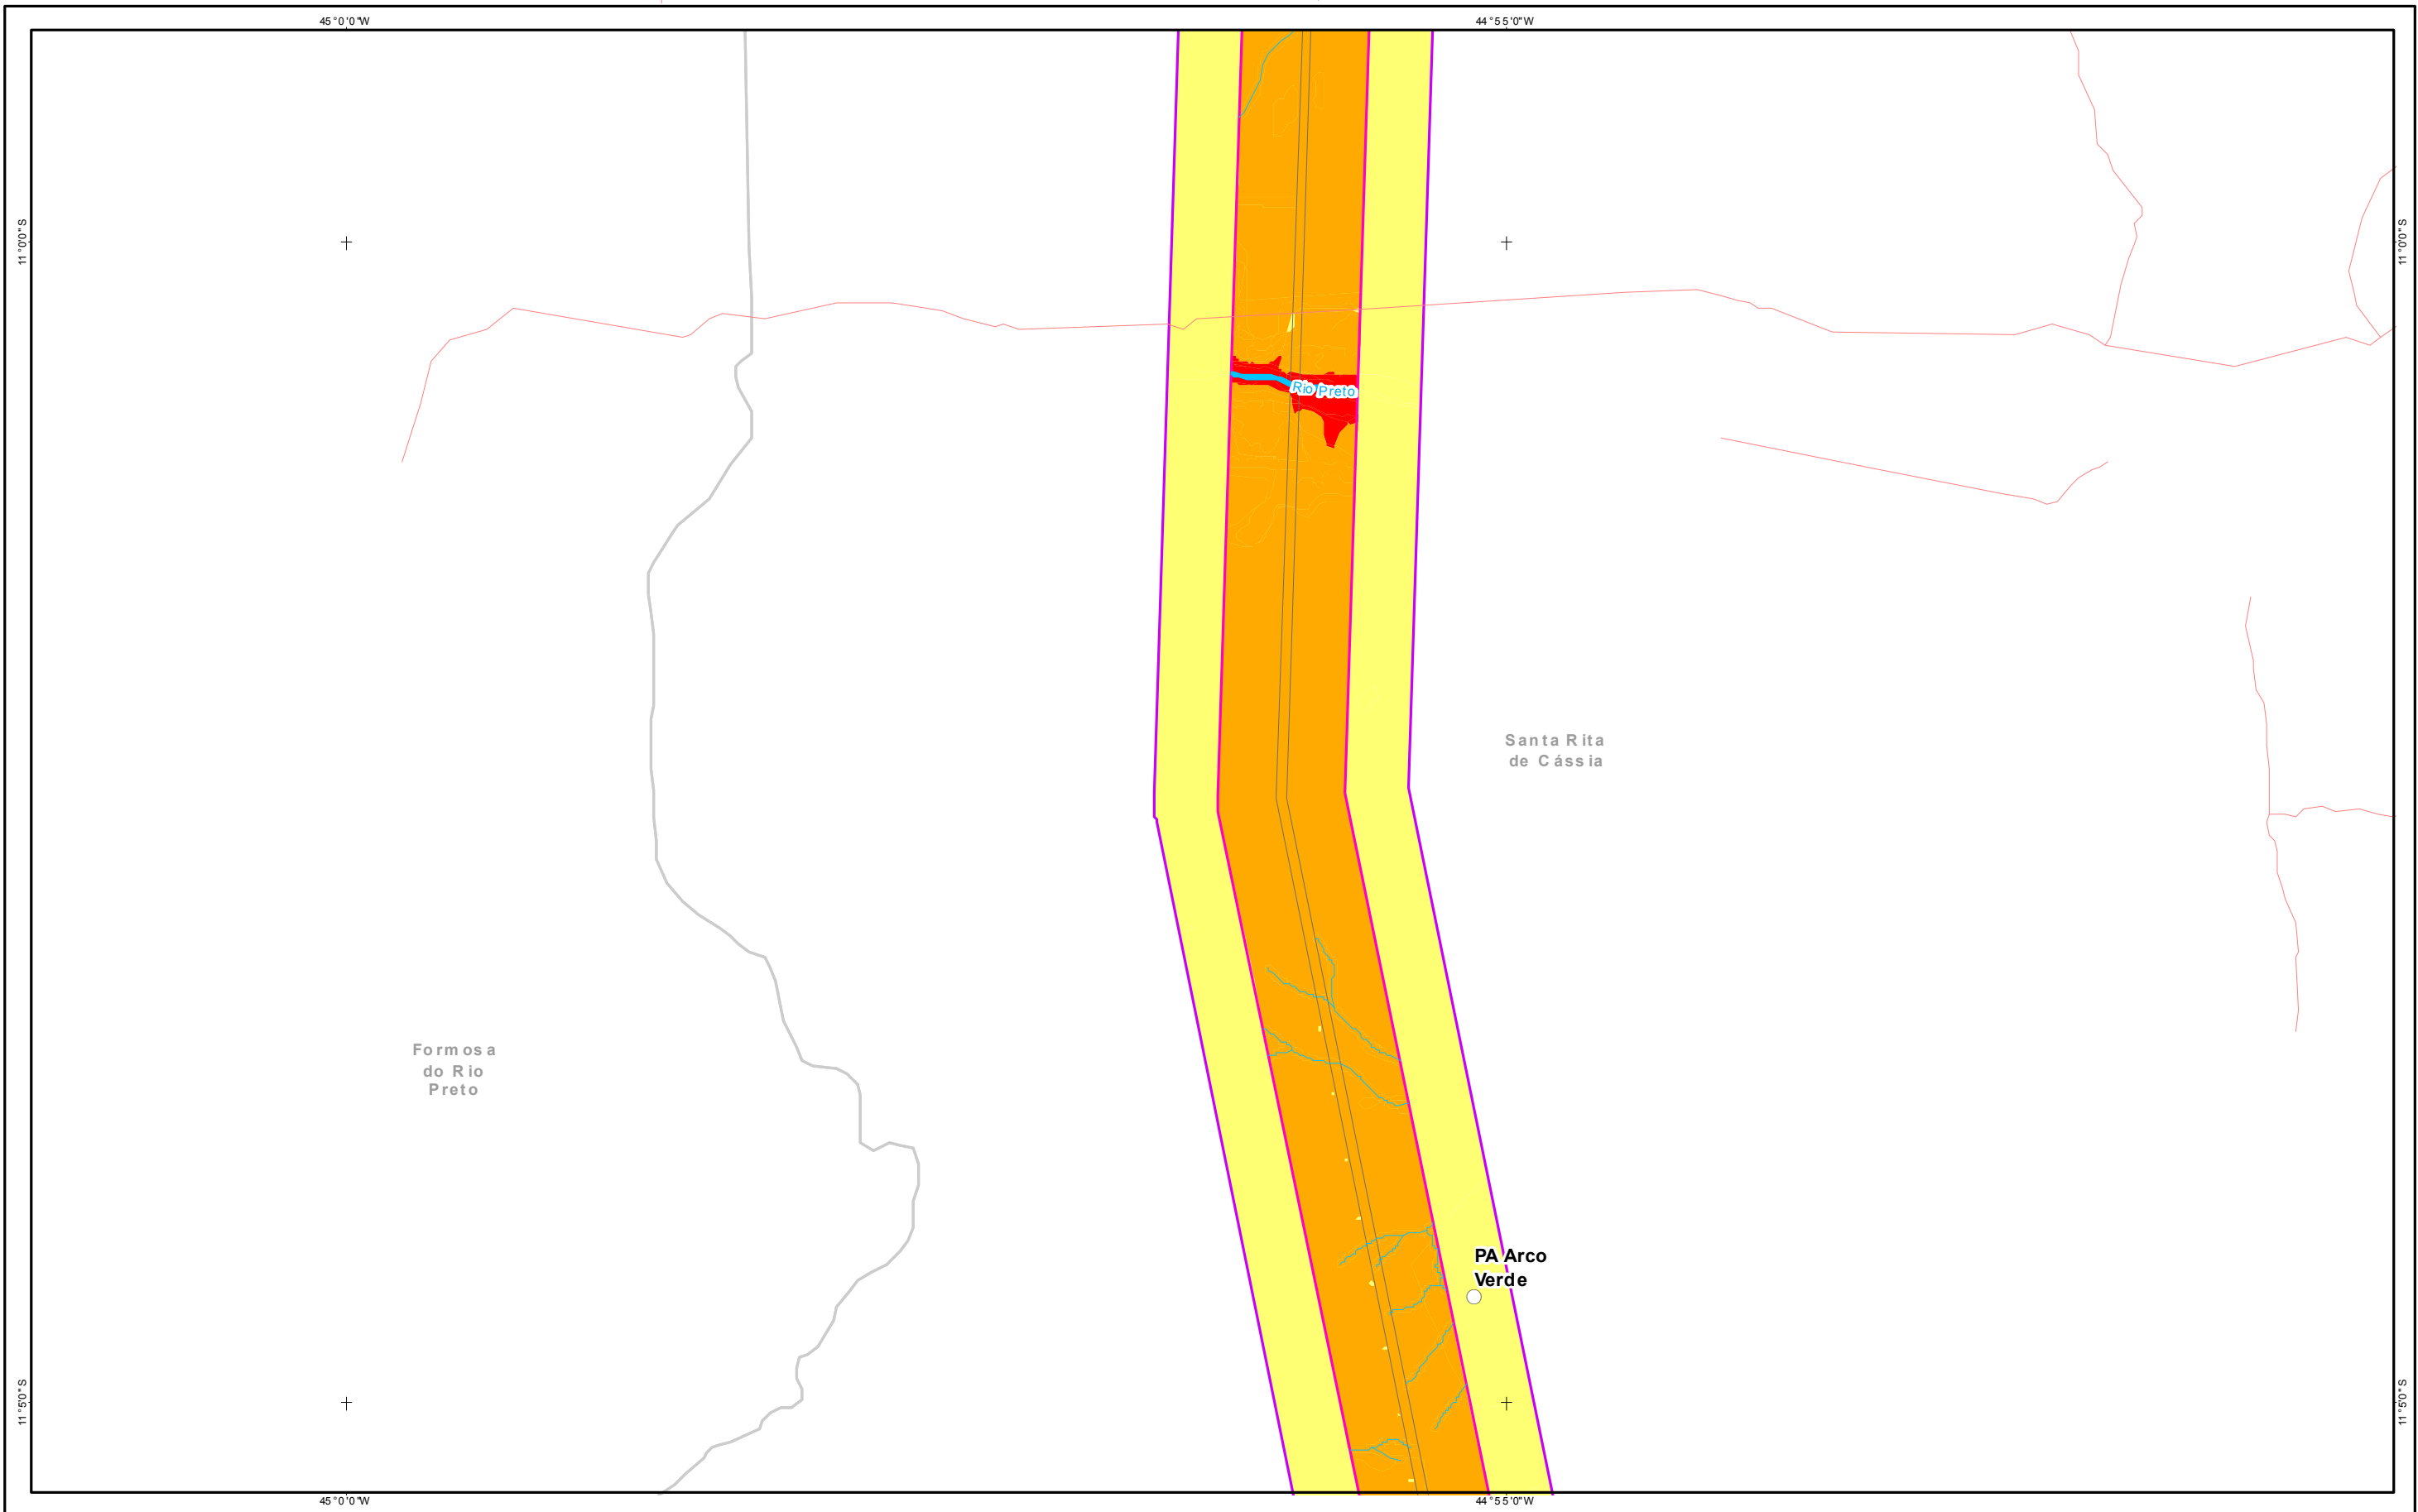 45°0'0"W
44°55'0"W
11°0'0"S
11°0'0"S
Rio Preto
Santa Rita
de Cássia
Formosa
do Rio
Preto
PA Arco
Verde
11°5'0"S
11°5'0"S
45°0'0"W
44°55'0"W